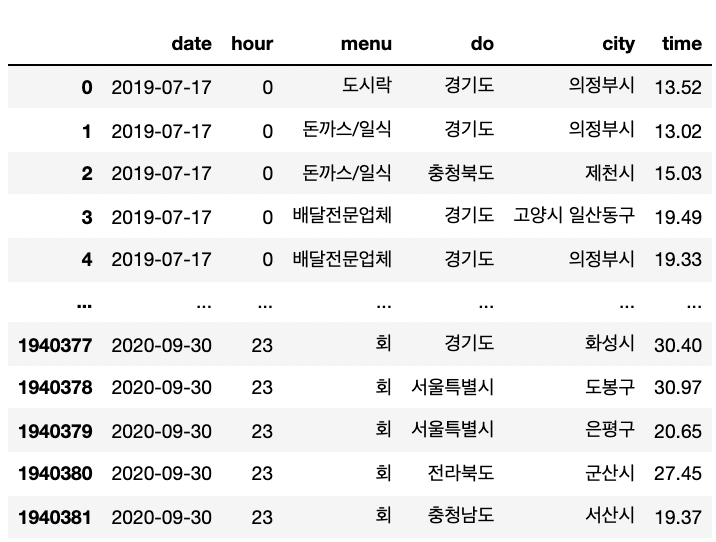 date hour menu do city time
0 2019-07-17 0 도시락 경기도 의정부시 13.52
1 2019-07-17 0 돈까스/일식 경기도 의정부시 13.02
2 2019-07-17 0 돈까스/일식 충청북도 제천시 15.03
3 2019-07-17 0 배달전문업체 경기도 고양시 일산동구 19.49
4 2019-07-17 0 배달전문업체 경기도 의정부시 19.33
... ... ... ... ... ... ...
1940377 2020-09-30 23 회 경기도 화성시 30.40
1940378 2020-09-30 23 회 서울특별시 도봉구 30.97
1940379 2020-09-30 23 회 서울특별시 은평구 20.65
1940380 2020-09-30 23 회 전라북도 군산시 27.45
1940381 2020-09-30 23 회 충청남도 서산시 19.37